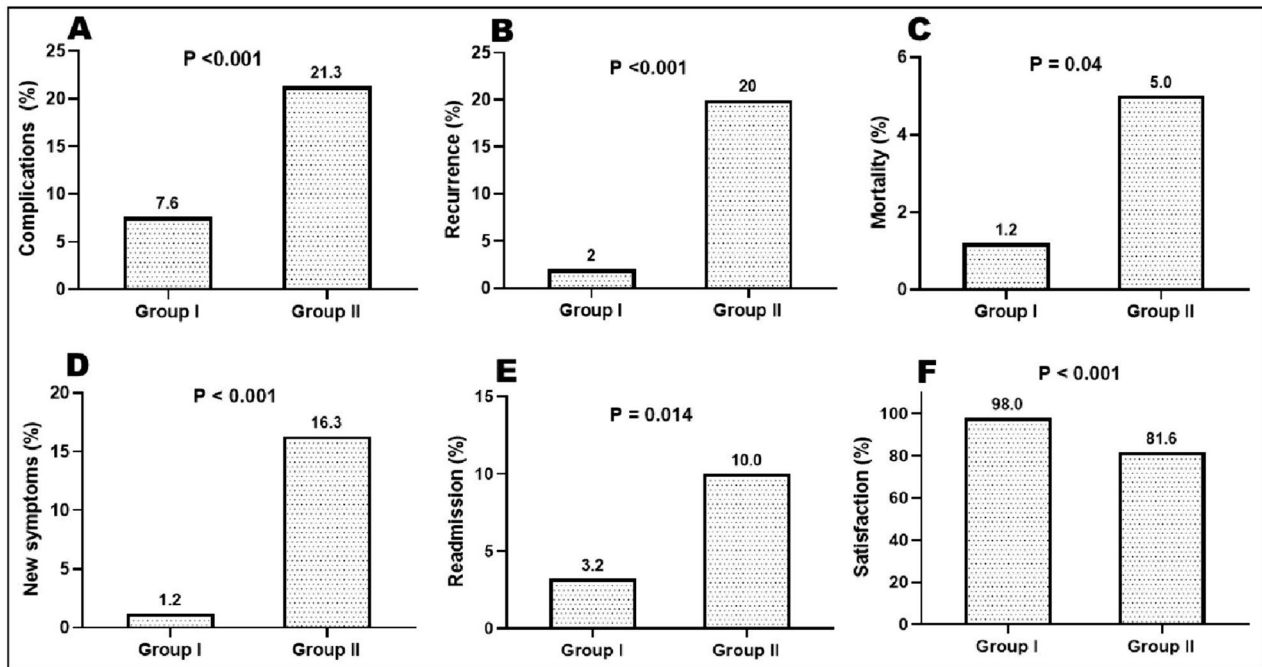 A
P <0.001
Complications (%)
25
20
15
10
5
0
7.6
21.3
Group I
Group II
B
P <0.001
Recurrence (%)
25
20
15
10
5
0
2
20
Group I
Group II
C
P = 0.04
Mortality (%)
6
4
2
0
1.2
5.0
Group I
Group II
D
P < 0.001
New symptoms (%)
20
15
10
5
0
1.2
16.3
Group I
Group II
E
P = 0.014
Readmission (%)
15
10
5
0
3.2
10.0
Group I
Group II
F
P < 0.001
Satisfaction (%)
100
80
60
40
20
0
98.0
81.6
Group I
Group II